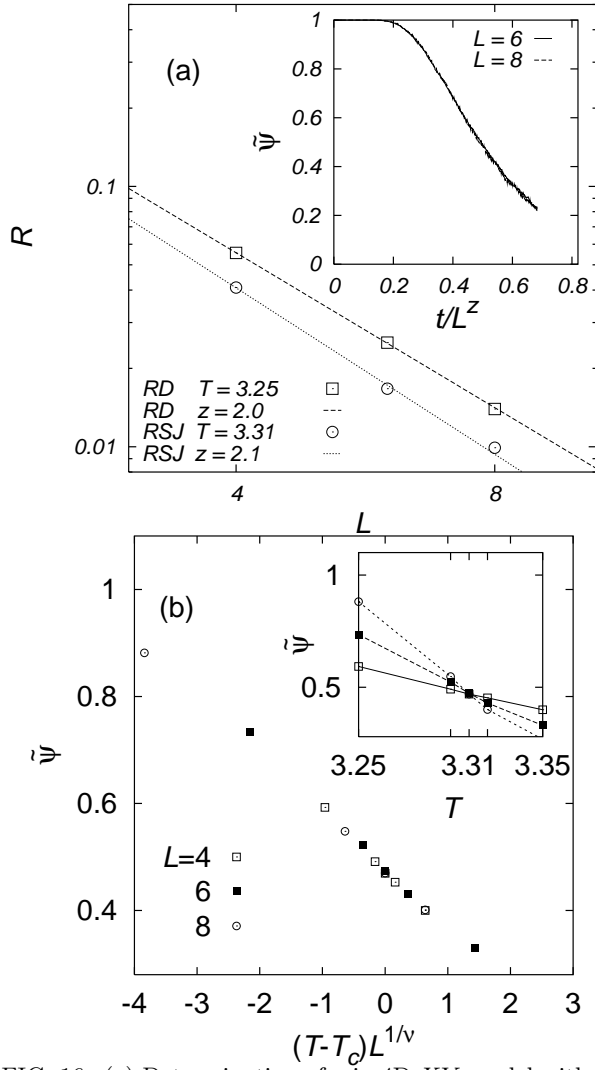 (a)
R
0.1
0.01
4
8
L
RD T = 3.25
RD z = 2.0
RSJ T = 3.31
RSJ z = 2.1
L = 6
L = 8
ψ̃
1
0.8
0.6
0.4
0.2
0
0 0.2 0.4 0.6 0.8
t/L^z
(b)
ψ̃
1
0.8
0.6
0.4
L=4
6
8
-4 -3 -2 -1 0 1 2 3
(T-T_c)L^{1/ν}
ψ̃
1
0.5
3.25 3.31 3.35
T
FIG. 10. (a) Determination of z in 4D XY model with